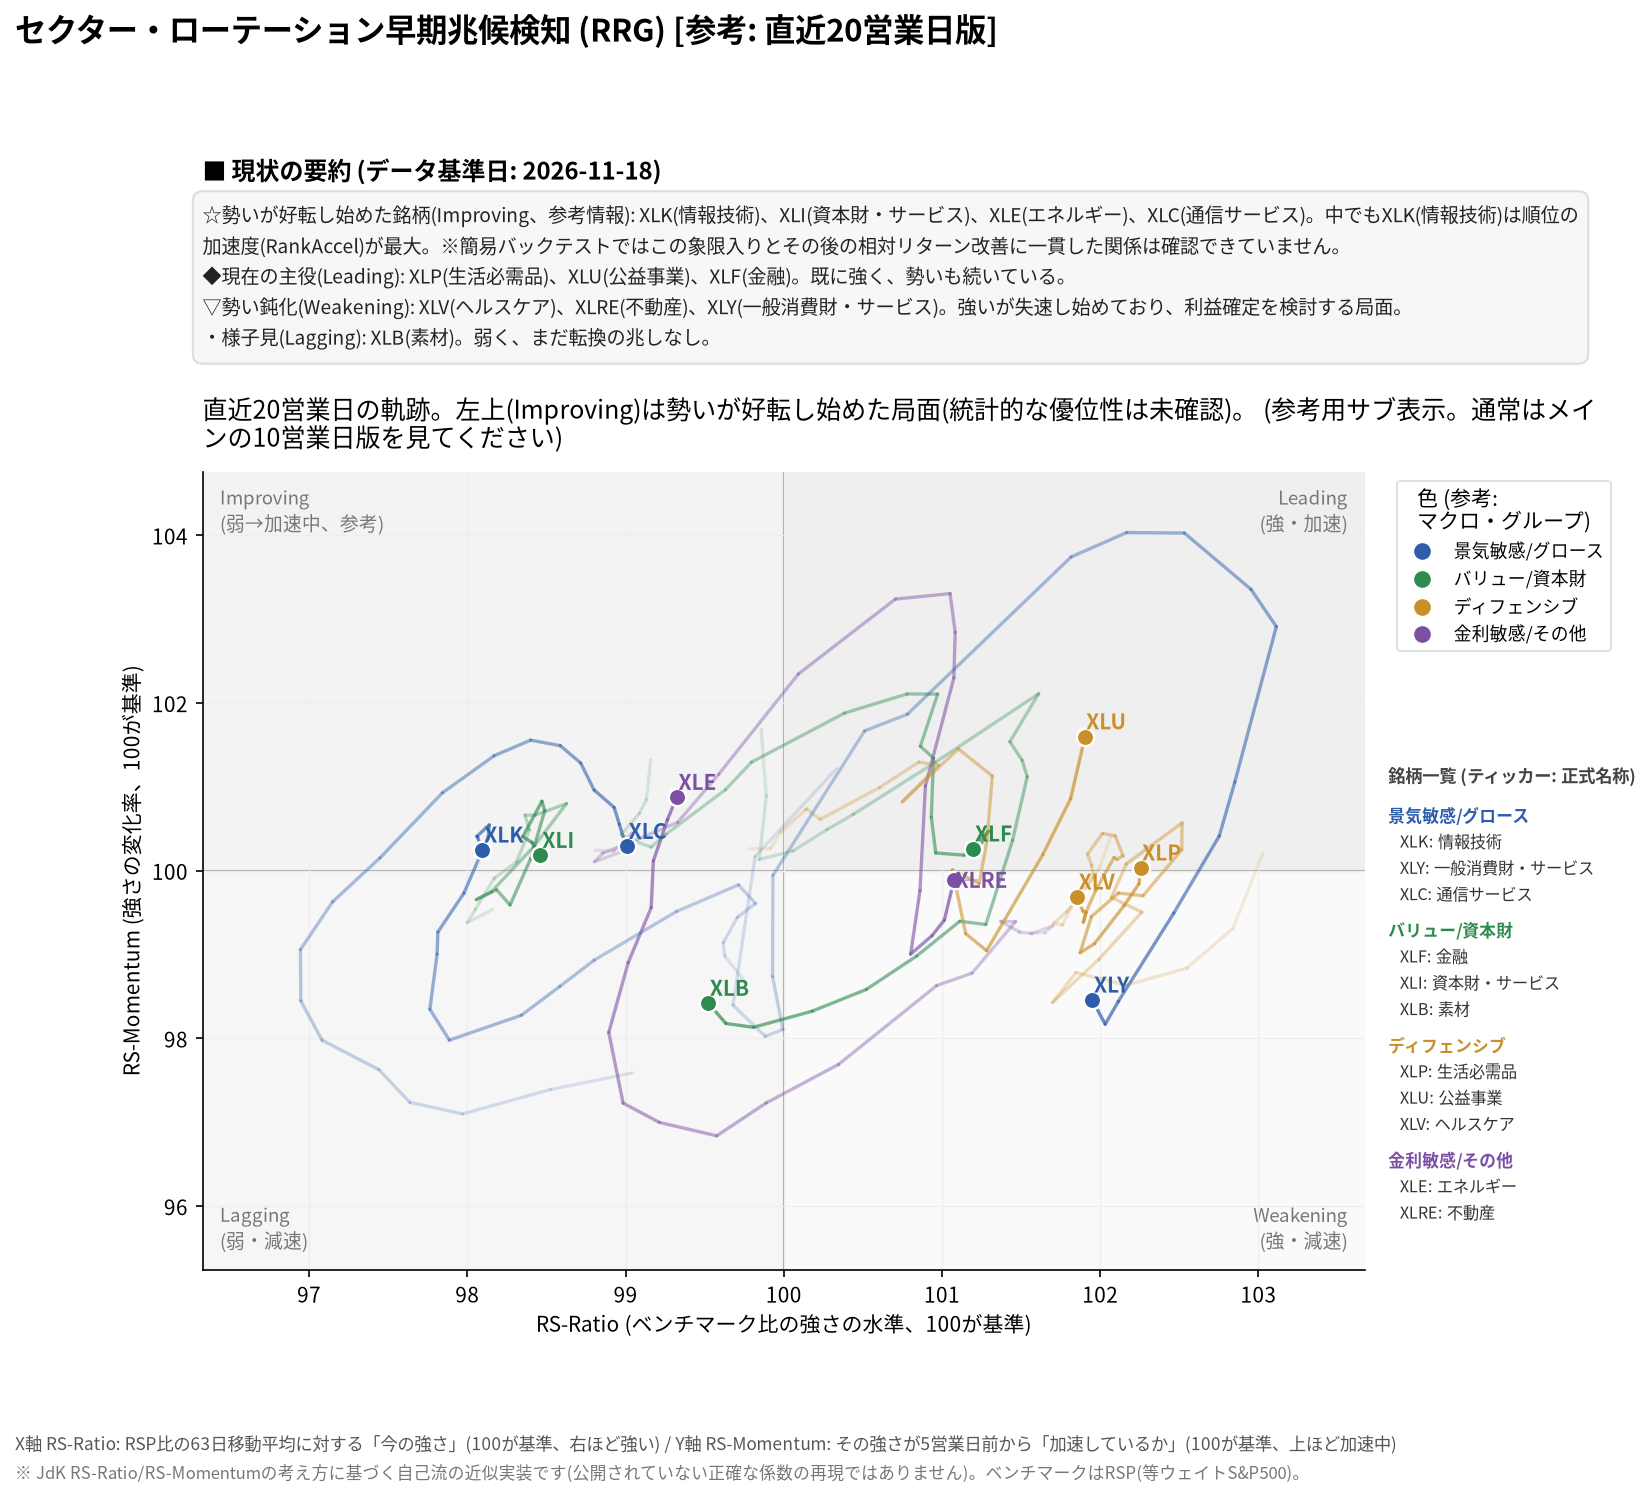 セクター・ローテーション早期兆候検知 (RRG) [参考: 直近20営業日版]
■ 現状の要約 (データ基準日: 2026-11-18)
☆勢いが好転し始めた銘柄(Improving、参考情報): XLK(情報技術)、XLI(資本財・サービス)、XLE(エネルギー)、XLC(通信サービス)。中でもXLK(情報技術)は順位の
加速度(RankAccel)が最大。※簡易バックテストではこの象限入りとその後の相対リターン改善に一貫した関係は確認できていません。
◆現在の主役(Leading): XLP(生活必需品)、XLU(公益事業)、XLF(金融)。既に強く、勢いも続いている。
▽勢い鈍化(Weakening): XLV(ヘルスケア)、XLRE(不動産)、XLY(一般消費財・サービス)。強いが失速し始めており、利益確定を検討する局面。
・様子見(Lagging): XLB(素材)。弱く、まだ転換の兆しなし。
直近20営業日の軌跡。左上(Improving)は勢いが好転し始めた局面(統計的な優位性は未確認)。 (参考用サブ表示。通常はメイ
ンの10営業日版を見てください)
Improving
(弱→加速中、参考)
Leading
(強・加速)
色 (参考:
マクロ・グループ)
景気敏感/グロース
バリュー/資本財
ディフェンシブ
金利敏感/その他
104
102
100
98
96
RS-Momentum (強さの変化率、100が基準)
XLU
XLE
XLK
XLI
XLC
XLF
XLP
XLRE
XLV
XLB
XLY
Lagging
(弱・減速)
Weakening
(強・減速)
97
98
99
100
101
102
103
RS-Ratio (ベンチマーク比の強さの水準、100が基準)
銘柄一覧 (ティッカー: 正式名称)
景気敏感/グロース
XLK: 情報技術
XLY: 一般消費財・サービス
XLC: 通信サービス
バリュー/資本財
XLF: 金融
XLI: 資本財・サービス
XLB: 素材
ディフェンシブ
XLP: 生活必需品
XLU: 公益事業
XLV: ヘルスケア
金利敏感/その他
XLE: エネルギー
XLRE: 不動産
X軸 RS-Ratio: RSP比の63日移動平均に対する「今の強さ」(100が基準、右ほど強い) / Y軸 RS-Momentum: その強さが5営業日前から「加速しているか」(100が基準、上ほど加速中)
※ JdK RS-Ratio/RS-Momentumの考え方に基づく自己流の近似実装です(公開されていない正確な係数の再現ではありません)。ベンチマークはRSP(等ウェイトS&P500)。